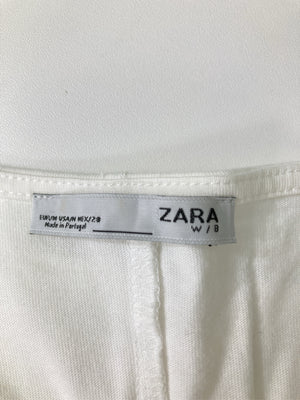 EUR/M USA/M MEX/28
Made in Portugal
ZARA
W/B